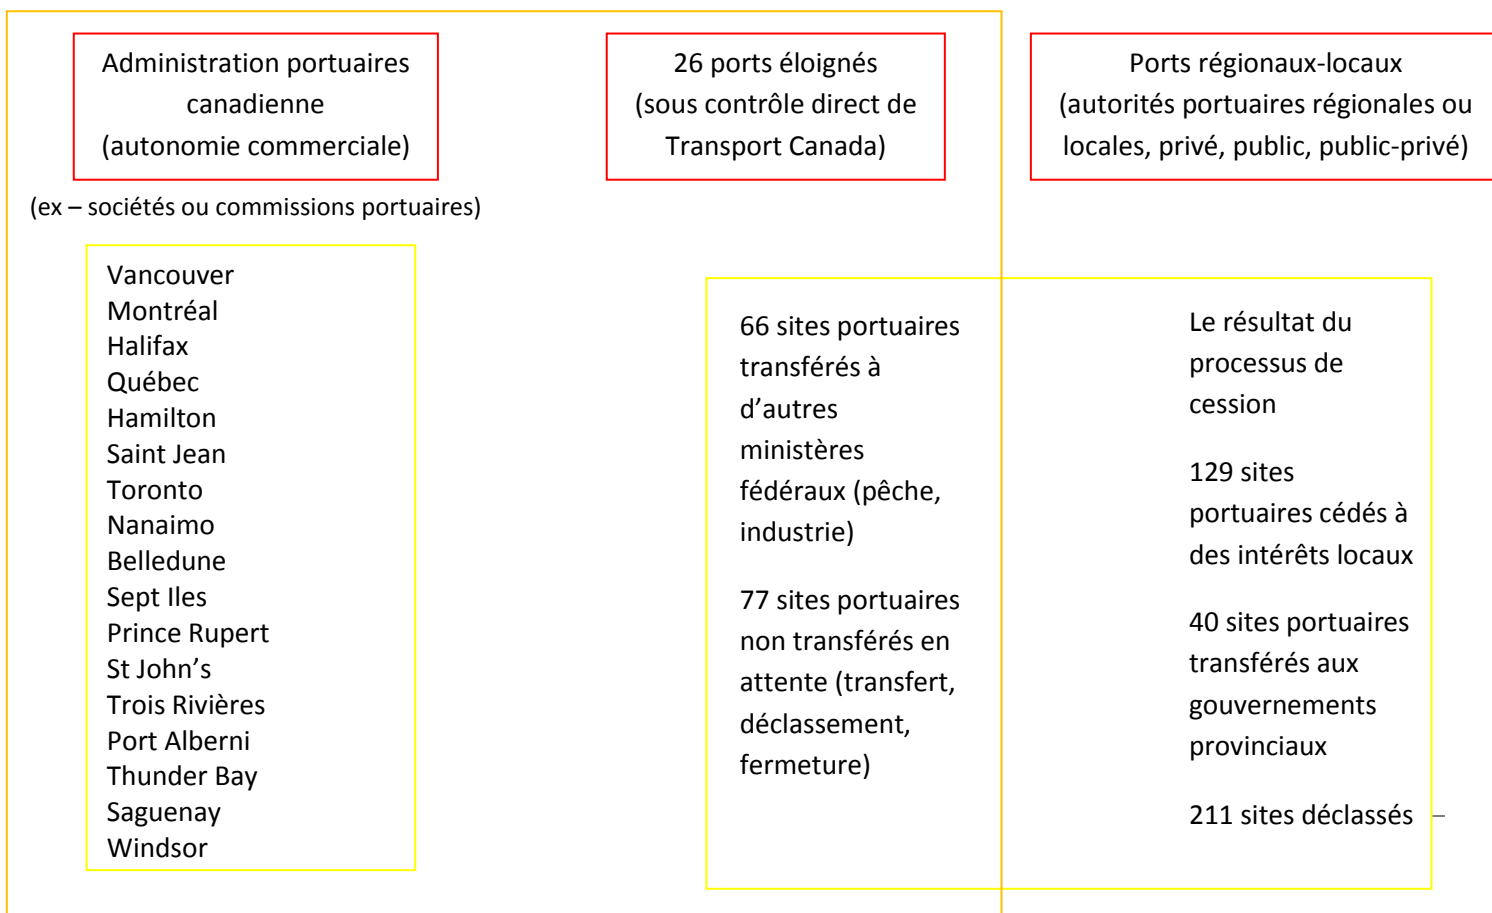 Administration portuaires
canadienne
(autonomie commerciale)
(ex – sociétés ou commissions portuaires)
Vancouver
Montréal
Halifax
Québec
Hamilton
Saint Jean
Toronto
Nanaimo
Belledune
Sept Iles
Prince Rupert
St John’s
Trois Rivières
Port Alberni
Thunder Bay
Saguenay
Windsor
26 ports éloignés
(sous contrôle direct de
Transport Canada)
66 sites portuaires
transférés à
d’autres
ministères
fédéraux (pêche,
industrie)
77 sites portuaires
non transférés en
attente (transfert,
déclassement,
fermeture)
Ports régionaux-locaux
(autorités portuaires régionales ou
locales, privé, public, public-privé)
Le résultat du
processus de
cession
129 sites
portuaires cédés à
des intérêts locaux
40 sites portuaires
transférés aux
gouvernements
provinciaux
211 sites déclassés –